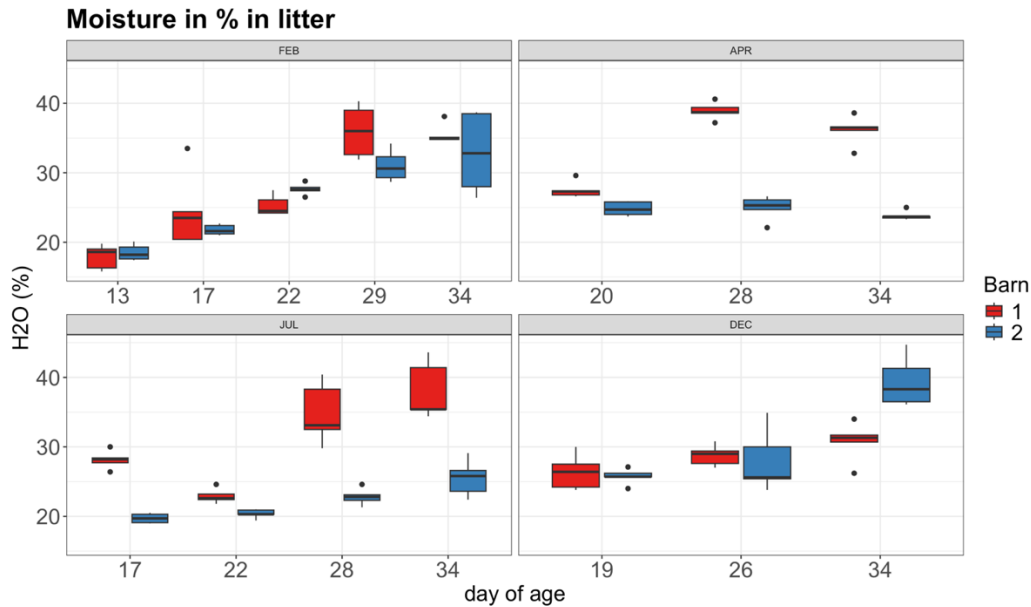 Moisture in % in litter
FEB
APR
40
30
20
13 17 22 29 34
20 28 34
H2O (%)
Barn
1
2
JUL
DEC
40
30
20
17 22 28 34
19 26 34
day of age